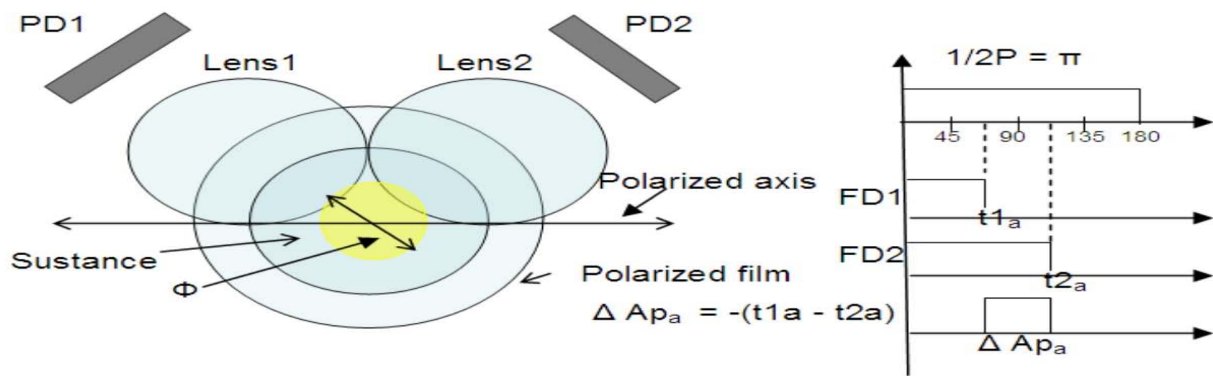 PD1
PD2
Lens1
Lens2
Polarized axis
Sustance
Φ
Polarized film
Δ Apₐ = -(t1a - t2a)
1/2P = π
45 90 135 180
FD1
t1ₐ
FD2
t2ₐ
Δ Apₐ